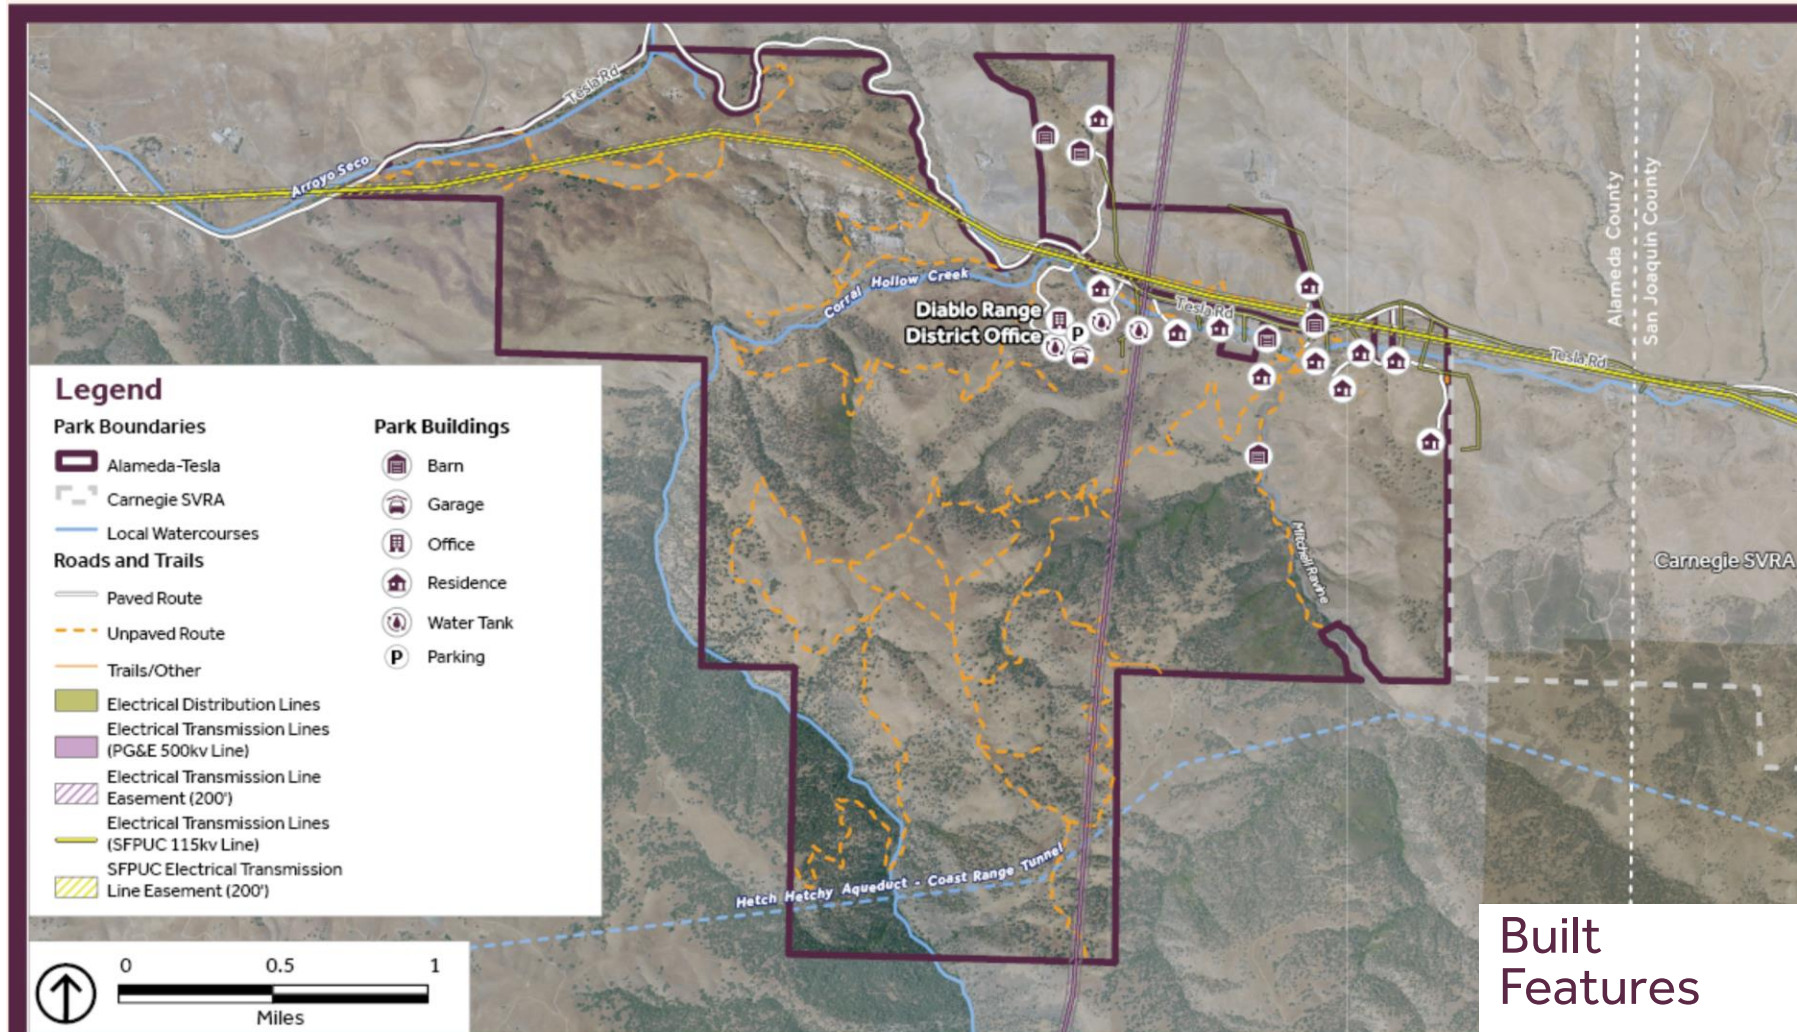 Tesla Rd
Arroyo Seco
Corral Hollow Creek
Diablo Range
District Office
P
Tesla Rd
Tesla Rd
Alameda County
San Joaquin County
Carnegie SVRA
Mitchell Ravine
Hetch Hetchy Aqueduct - Coast Range Tunnel
Legend
Park Boundaries
Alameda-Tesla
Carnegie SVRA
Local Watercourses
Roads and Trails
Paved Route
Unpaved Route
Trails/Other
Electrical Distribution Lines
Electrical Transmission Lines
(PG&E 500kv Line)
Electrical Transmission Line
Easement (200')
Electrical Transmission Lines
(SFPUC 115kv Line)
SFPUC Electrical Transmission
Line Easement (200')
Park Buildings
Barn
Garage
Office
Residence
Water Tank
P Parking
0 0.5 1
Miles
Built
Features